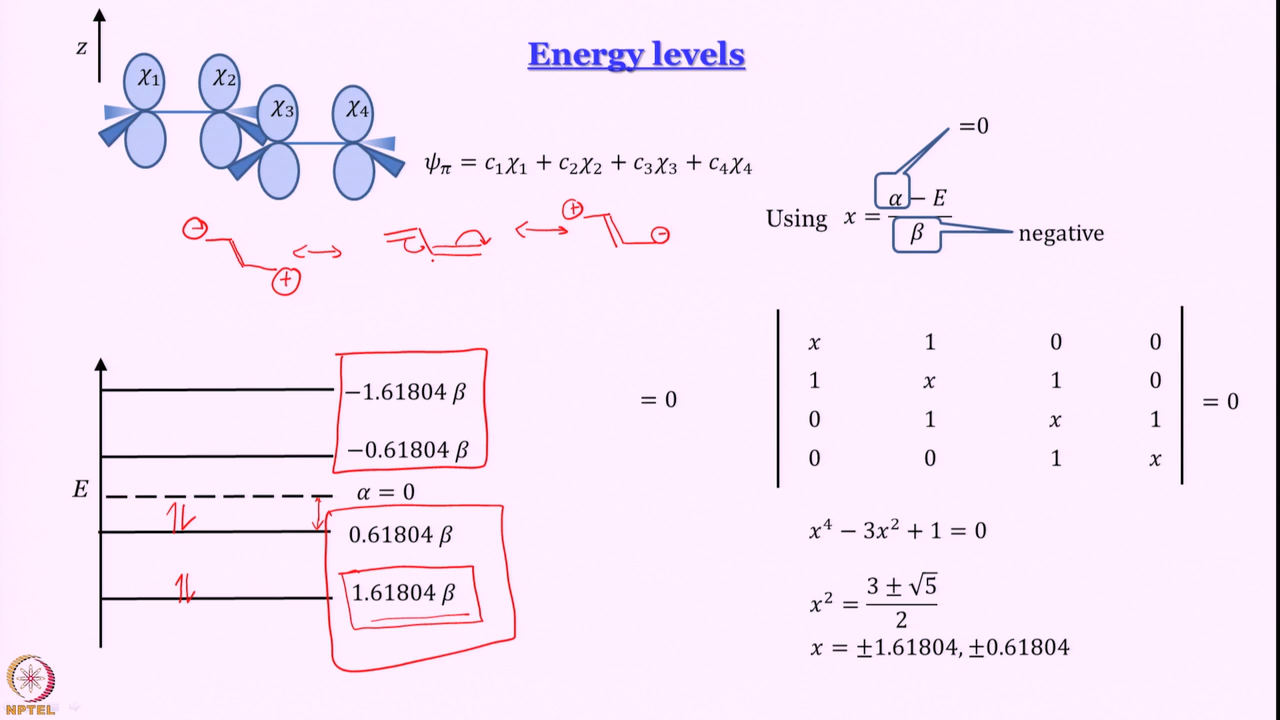 Energy levels
z
χ₁ χ₂ χ₃ χ₄
ψ_π = c₁χ₁ + c₂χ₂ + c₃χ₃ + c₄χ₄
=0
Using x = (α − E)/β
negative
⊖ ⊕ ↔ ↔ ⊕ ⊖
−1.61804 β
−0.61804 β
E
α = 0
0.61804 β
1.61804 β
= 0
x 1 0 0
1 x 1 0
0 1 x 1
0 0 1 x
= 0
x⁴ − 3x² + 1 = 0
x² = (3 ± √5)/2
x = ±1.61804, ±0.61804
NPTEL